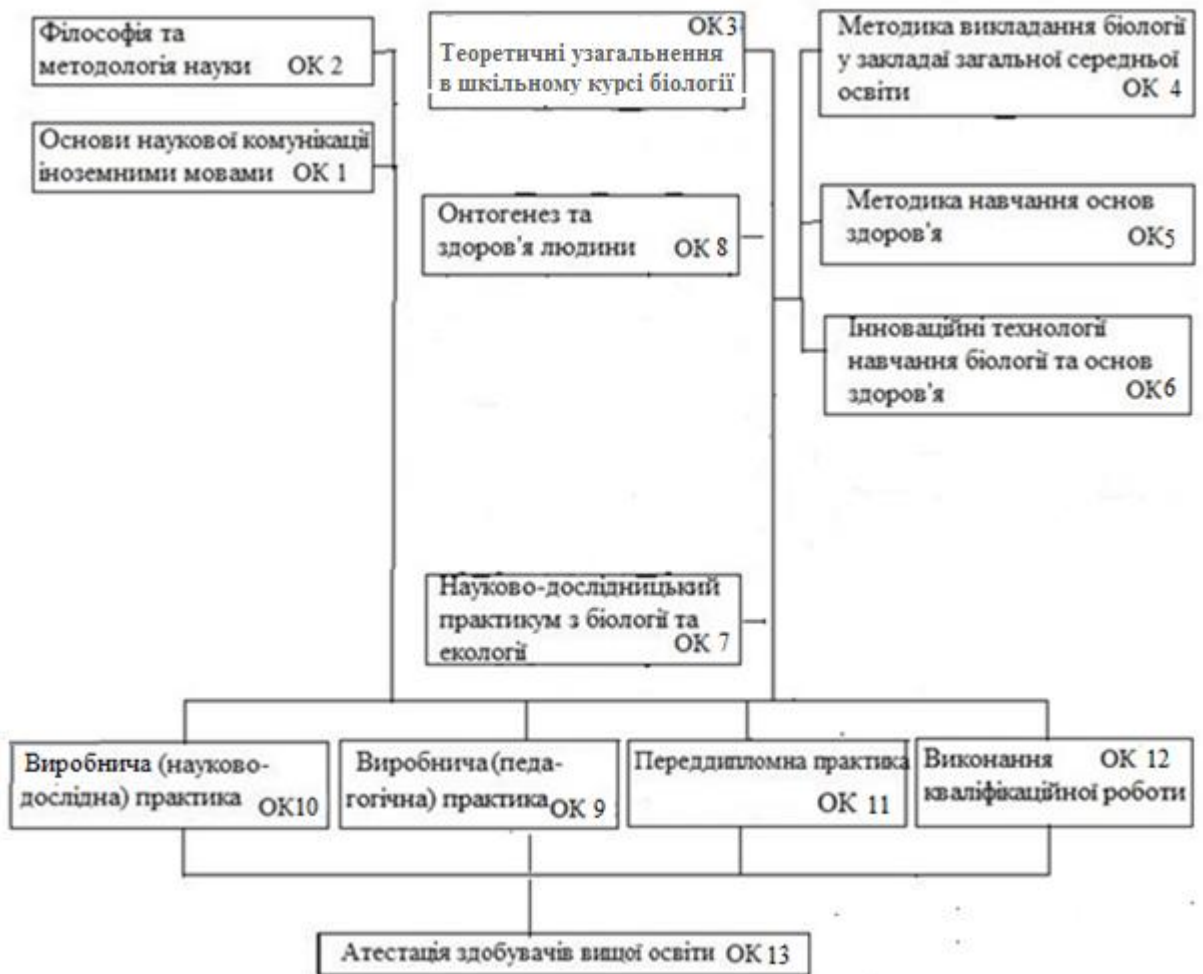 Філософія та
методологія науки ОК 2
Основи наукової комунікації
іноземними мовами ОК 1
ОК 3
Теоретичні узагальнення
в шкільному курсі біології
Онтогенез та
здоров'я людини ОК 8
Методика викладання біології
у закладаї загальної середньої
освіти ОК 4
Методика навчання основ
здоров'я ОК5
Інноваційні технології
навчання біології та основ
здоров'я ОК6
Науково-дослідницький
практикум з біології та
екології ОК 7
Виробнича (науково-
дослідна) практика ОК10
Виробнича (педа-
гогічна) практика ОК 9
Переддипломна практика
ОК 11
Виконання ОК 12
кваліфікаційної роботи
Атестація здобувачів вищої освіти ОК 13